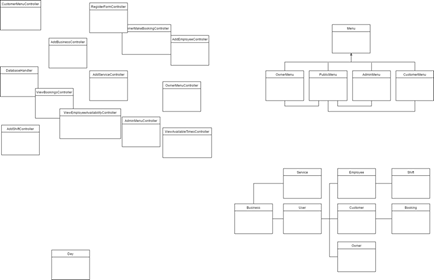 CustomerMenuController
RegisterFormController
OwnerMakeBookingController
AddBusinessController
AddEmployeeController
DatabaseHandler
AddServiceController
OwnerMenuController
ViewBookingsController
ViewEmployeeAvailabilityController
AdminMenuController
AddShiftController
ViewAvailableTimesController
Day
Menu
OwnerMenu
PublicMenu
AdminMenu
CustomerMenu
Service
Employee
Shift
Business
User
Customer
Booking
Owner